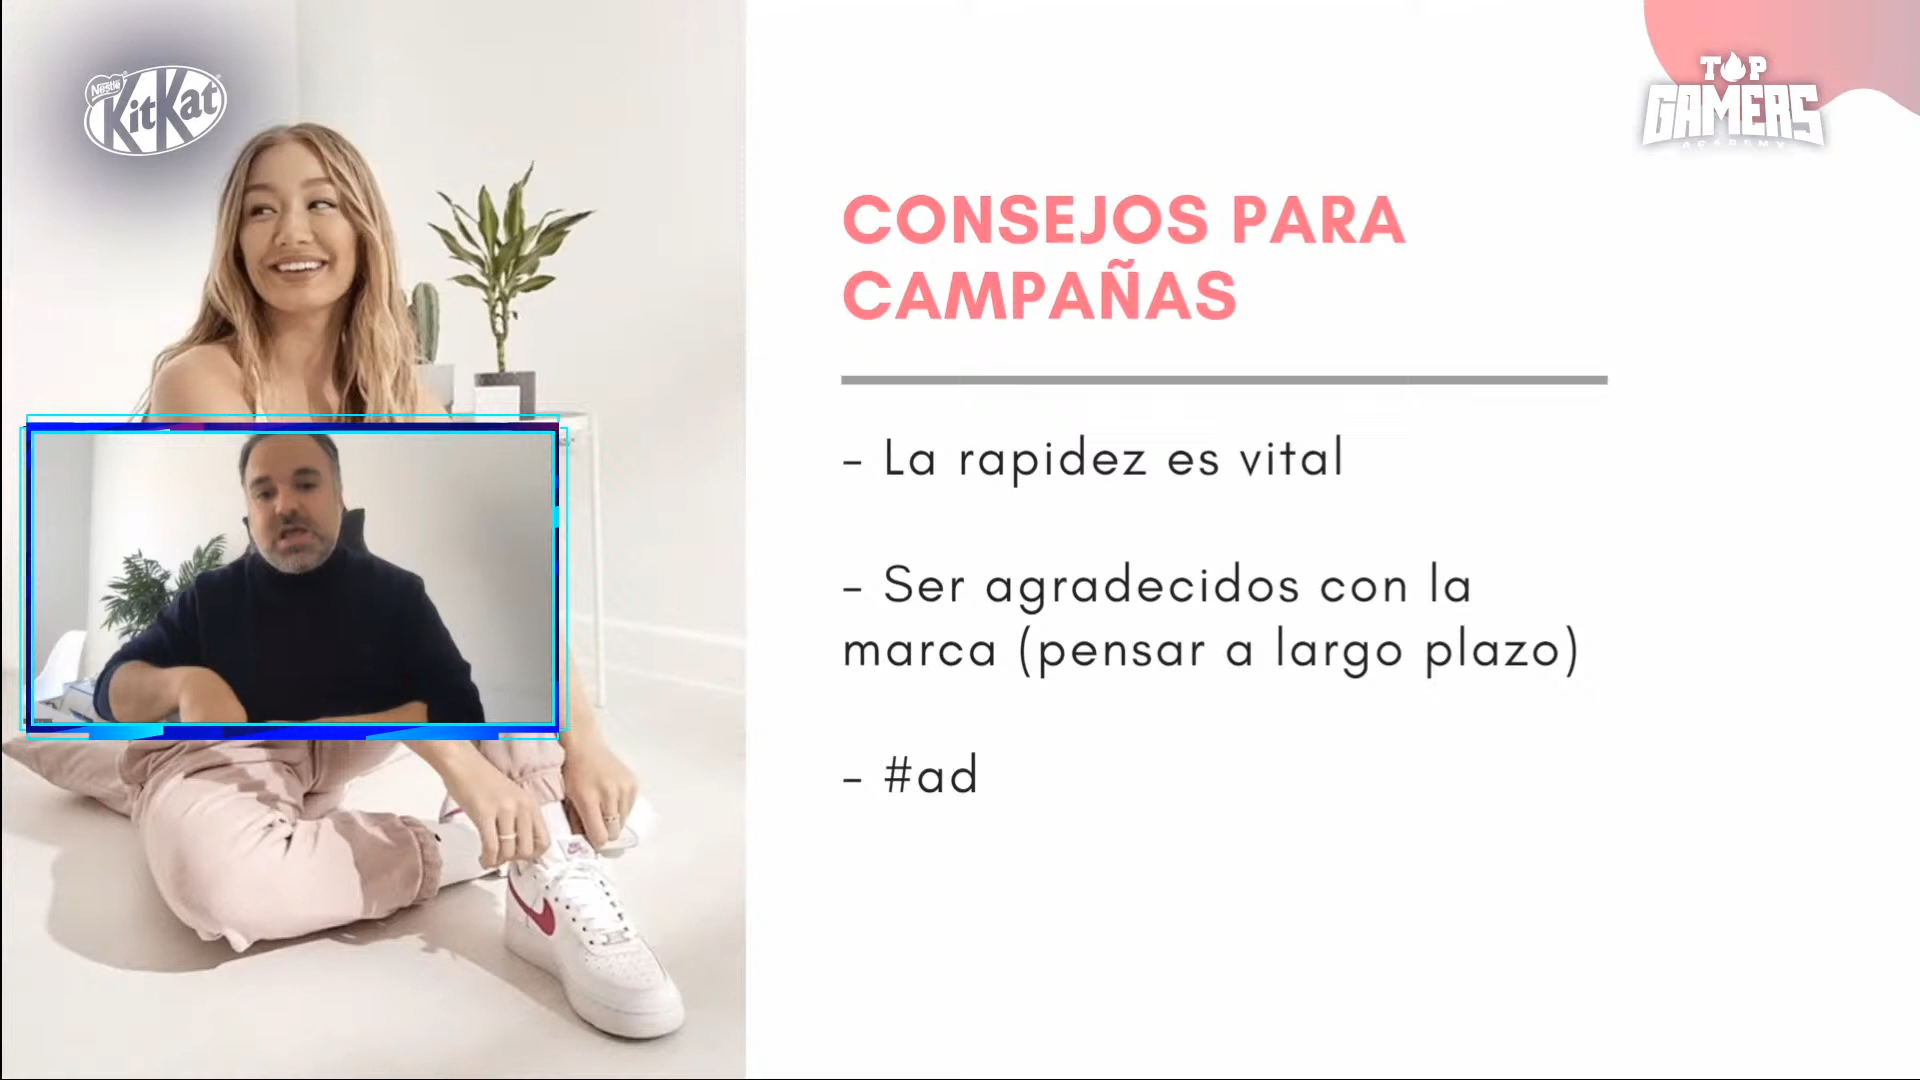 Nestlé
KitKat
TOP
GAMERS
ACADEMY
CONSEJOS PARA
CAMPAÑAS
- La rapidez es vital
- Ser agradecidos con la
marca (pensar a largo plazo)
- #ad